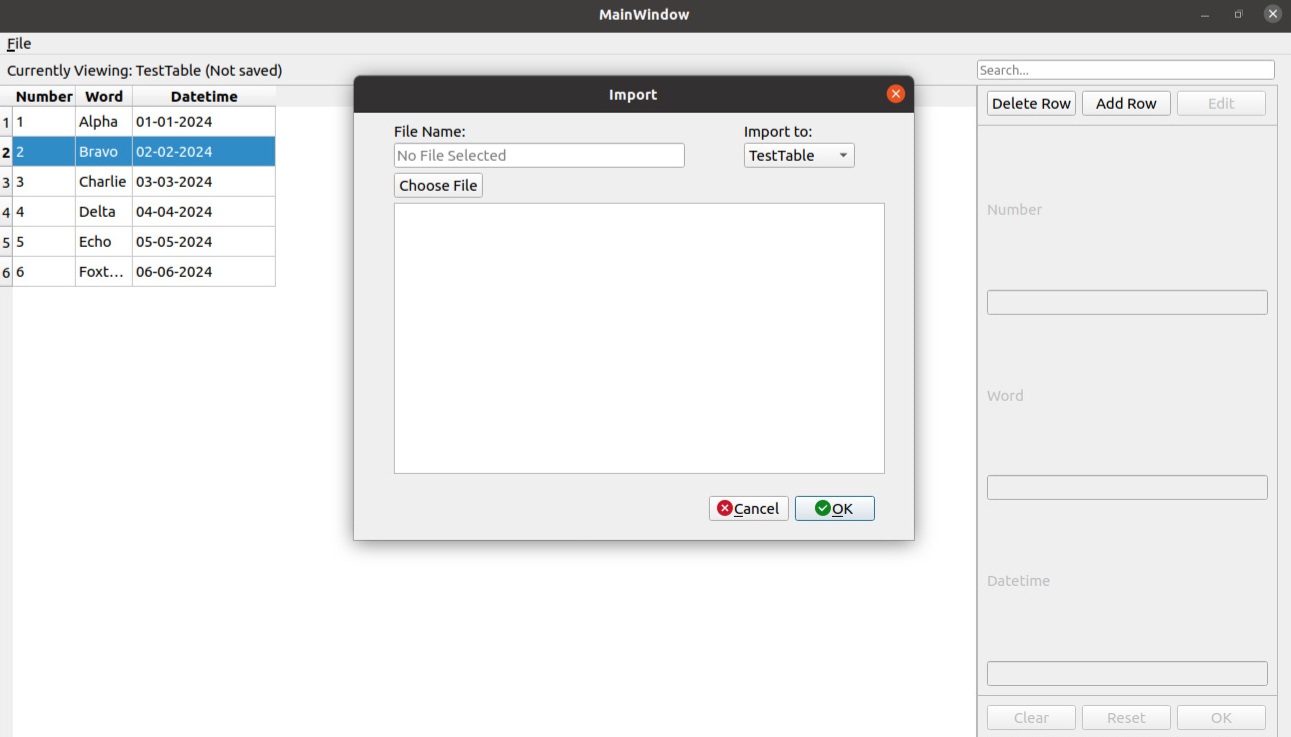 MainWindow
File
Currently Viewing: TestTable (Not saved)
Search...
Number Word Datetime
1 1 Alpha 01-01-2024
2 2 Bravo 02-02-2024
3 3 Charlie 03-03-2024
4 4 Delta 04-04-2024
5 5 Echo 05-05-2024
6 6 Foxt... 06-06-2024
Import
File Name:
Import to:
No File Selected
TestTable
Choose File
Cancel
OK
Delete Row
Add Row
Edit
Number
Word
Datetime
Clear
Reset
OK